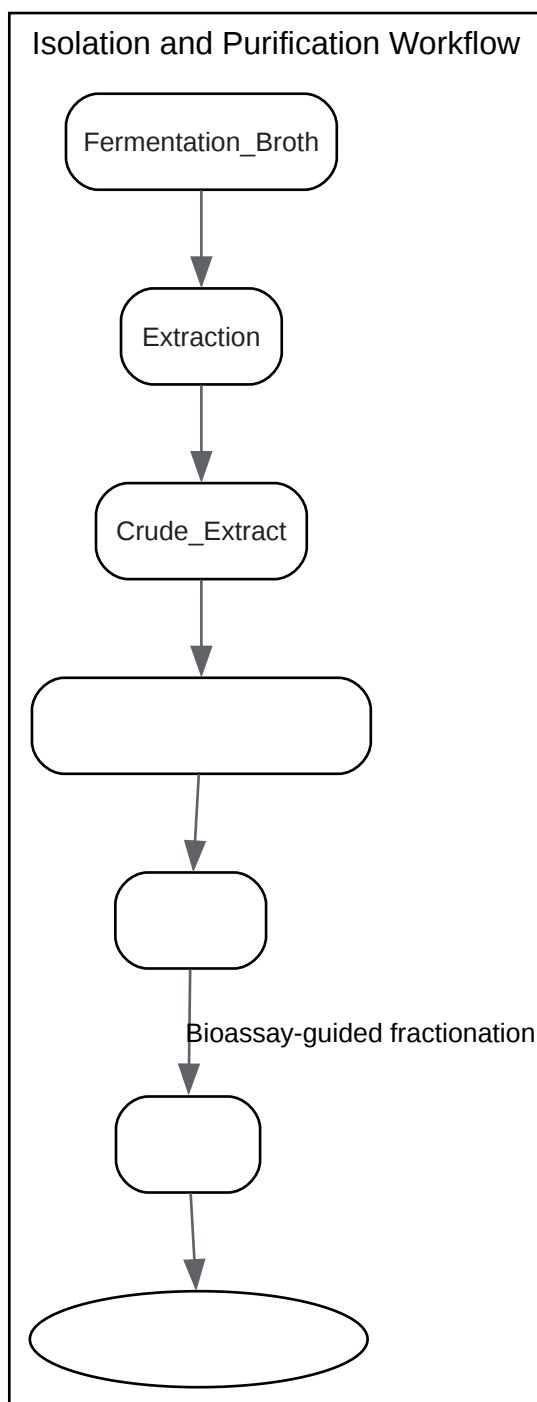 Isolation and Purification Workflow
Fermentation_Broth
Extraction
Crude_Extract
Bioassay-guided fractionation